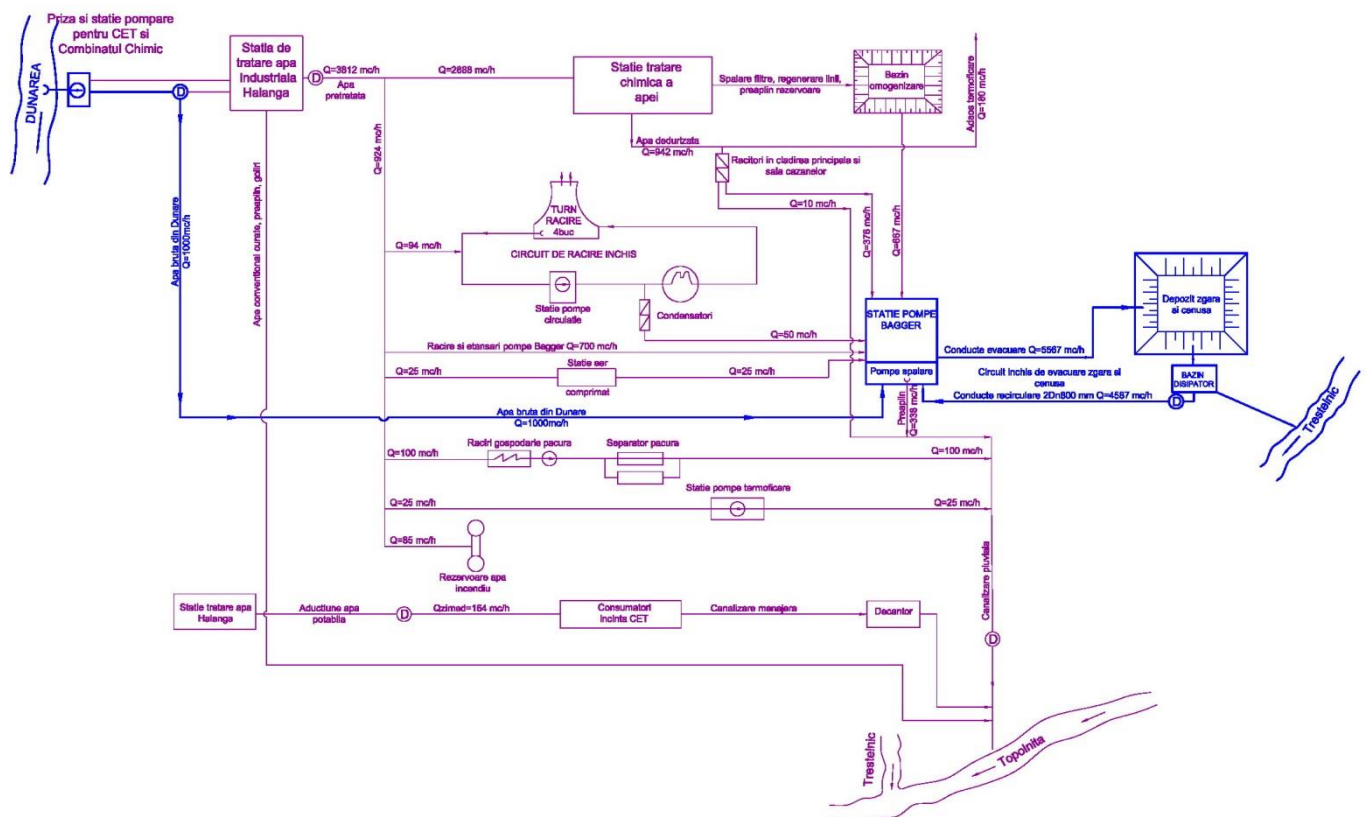 Priza si statie pompare
pentru CET si
Combinatul Chimic
DUNAREA
D
Statia de
tratare apa
Industriala
Halanga
D
Q=3812 mc/h
Apa
pretratata
Q=2888 mc/h
Statie tratare
chimica a
apei
Spalare filtre, regenerare linii,
preaplin rezervoare
Bazin
omogenizare
Adaos termoficare
Q=180 mc/h
Apa dedurizata
Q=942 mc/h
Racitori in cladirea principala si
sala cazanelor
Q=10 mc/h
Q=376 mc/h
Q=667 mc/h
Q=924 mc/h
Apa bruta din Dunare
Q=1000mc/h
Apa conventional curate, preaplin, goliri
TURN
RACIRE
4buc
Q=94 mc/h
CIRCUIT DE RACIRE INCHIS
Statie pompe
circulatie
Condensatori
Q=50 mc/h
STATIE POMPE
BAGGER
Pompe spalare
Depozit zgara
si cenusa
Conducte evacuare Q=5567 mc/h
Circuit inchis de evacuare zgara si
cenusa
Conducte recirculare 2Dn800 mm Q=4567 mc/h
D
BAZIN
DISIPATOR
Trestelnic
Racire si etansari pompe Bagger Q=700 mc/h
Q=25 mc/h
Statie aer
comprimat
Q=25 mc/h
Apa bruta din Dunare
Q=1000mc/h
Preaplin
Q=338 mc/h
Q=100 mc/h
Raciri gospodarie pacura
Separator pacura
Q=100 mc/h
Q=25 mc/h
Statie pompe termoficare
Q=25 mc/h
Q=85 mc/h
Rezervoare apa
incendiu
Canalizare pluviala
D
Statie tratare apa
Halanga
Aductiune apa
potabila
D
Qzimed=164 mc/h
Consumatori
incinta CET
Canalizare menajera
Decantor
Trestelnic
Topolnita